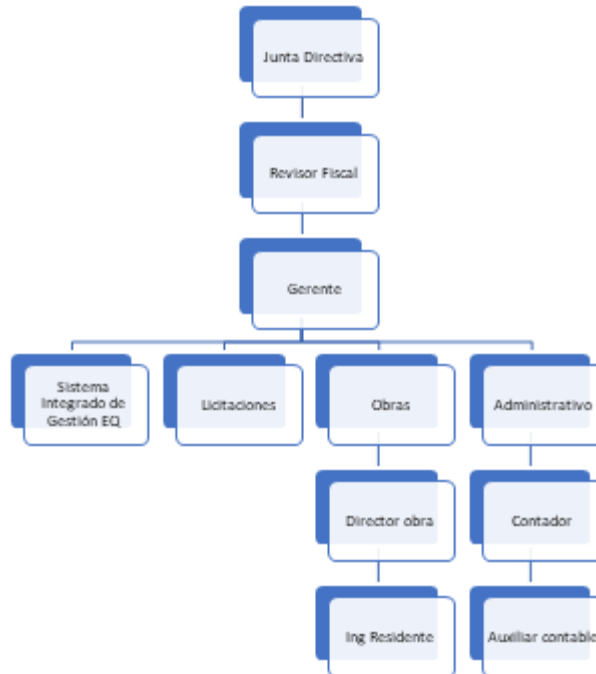 Junta Directiva
Revisor Fiscal
Gerente
Sistema
Integrado de
Gestión EQ
Licitaciones
Obras
Administrativo
Director obra
Contador
Ing Residente
Auxiliar contable